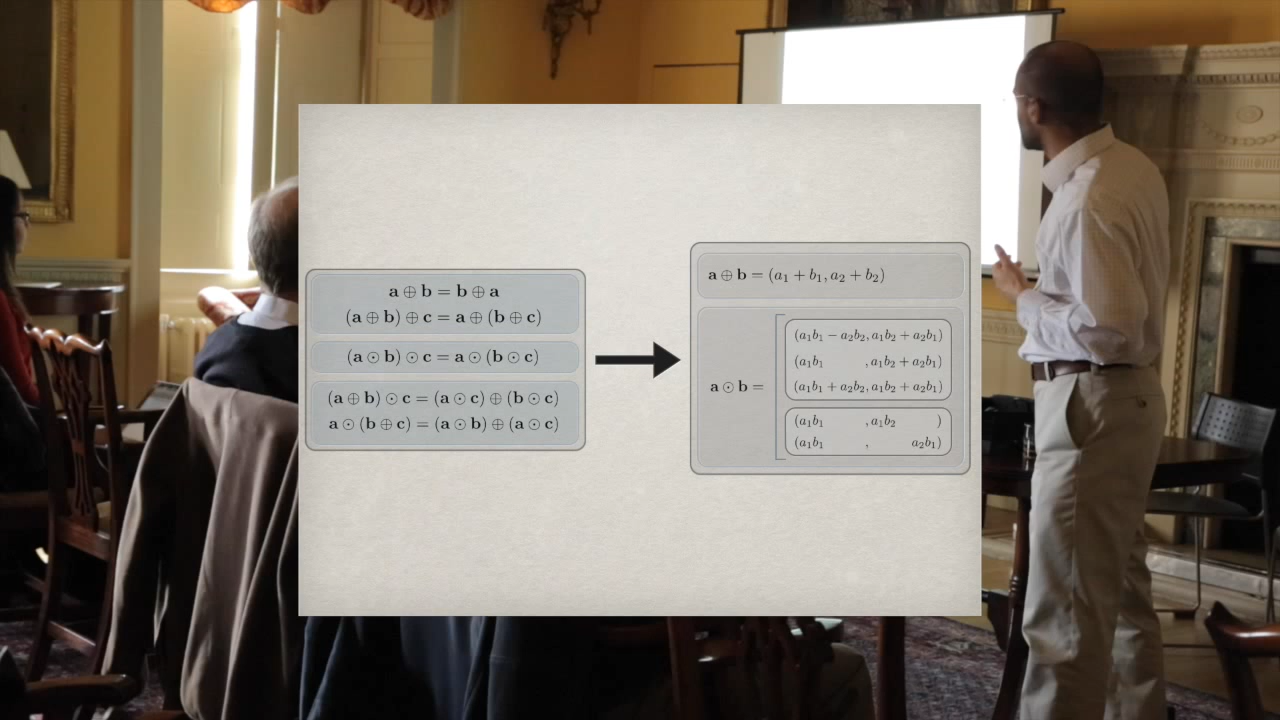 a ⊕ b = b ⊕ a
(a ⊕ b) ⊕ c = a ⊕ (b ⊕ c)
(a ⊙ b) ⊙ c = a ⊙ (b ⊙ c)
(a ⊕ b) ⊙ c = (a ⊙ c) ⊕ (b ⊙ c)
a ⊙ (b ⊕ c) = (a ⊙ b) ⊕ (a ⊙ c)
a ⊕ b = (a₁ + b₁, a₂ + b₂)
a ⊙ b =
(a₁b₁ − a₂b₂, a₁b₂ + a₂b₁)
(a₁b₁ , a₁b₂ + a₂b₁)
(a₁b₁ + a₂b₂, a₁b₂ + a₂b₁)
(a₁b₁ , a₁b₂ )
(a₁b₁ , a₂b₁)